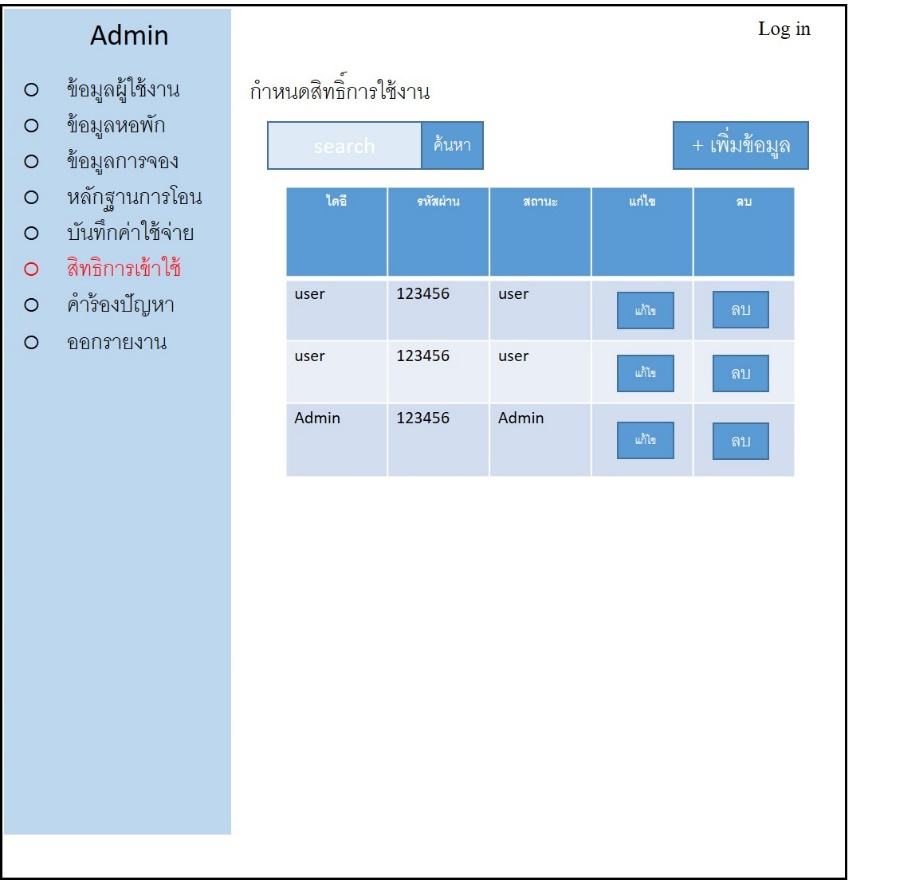 Admin
Log in
ข้อมูลผู้ใช้งาน
ข้อมูลหอพัก
ข้อมูลการจอง
หลักฐานการโอน
บันทึกค่าใช้จ่าย
สิทธิการเข้าใช้
คำร้องปัญหา
ออกรายงาน
กำหนดสิทธิ์การใช้งาน
search ค้นหา + เพิ่มข้อมูล
ไดธี รหัสผ่าน สถานะ แก้ไข ลบ
user 123456 user แก้ไข ลบ
user 123456 user แก้ไข ลบ
Admin 123456 Admin แก้ไข ลบ